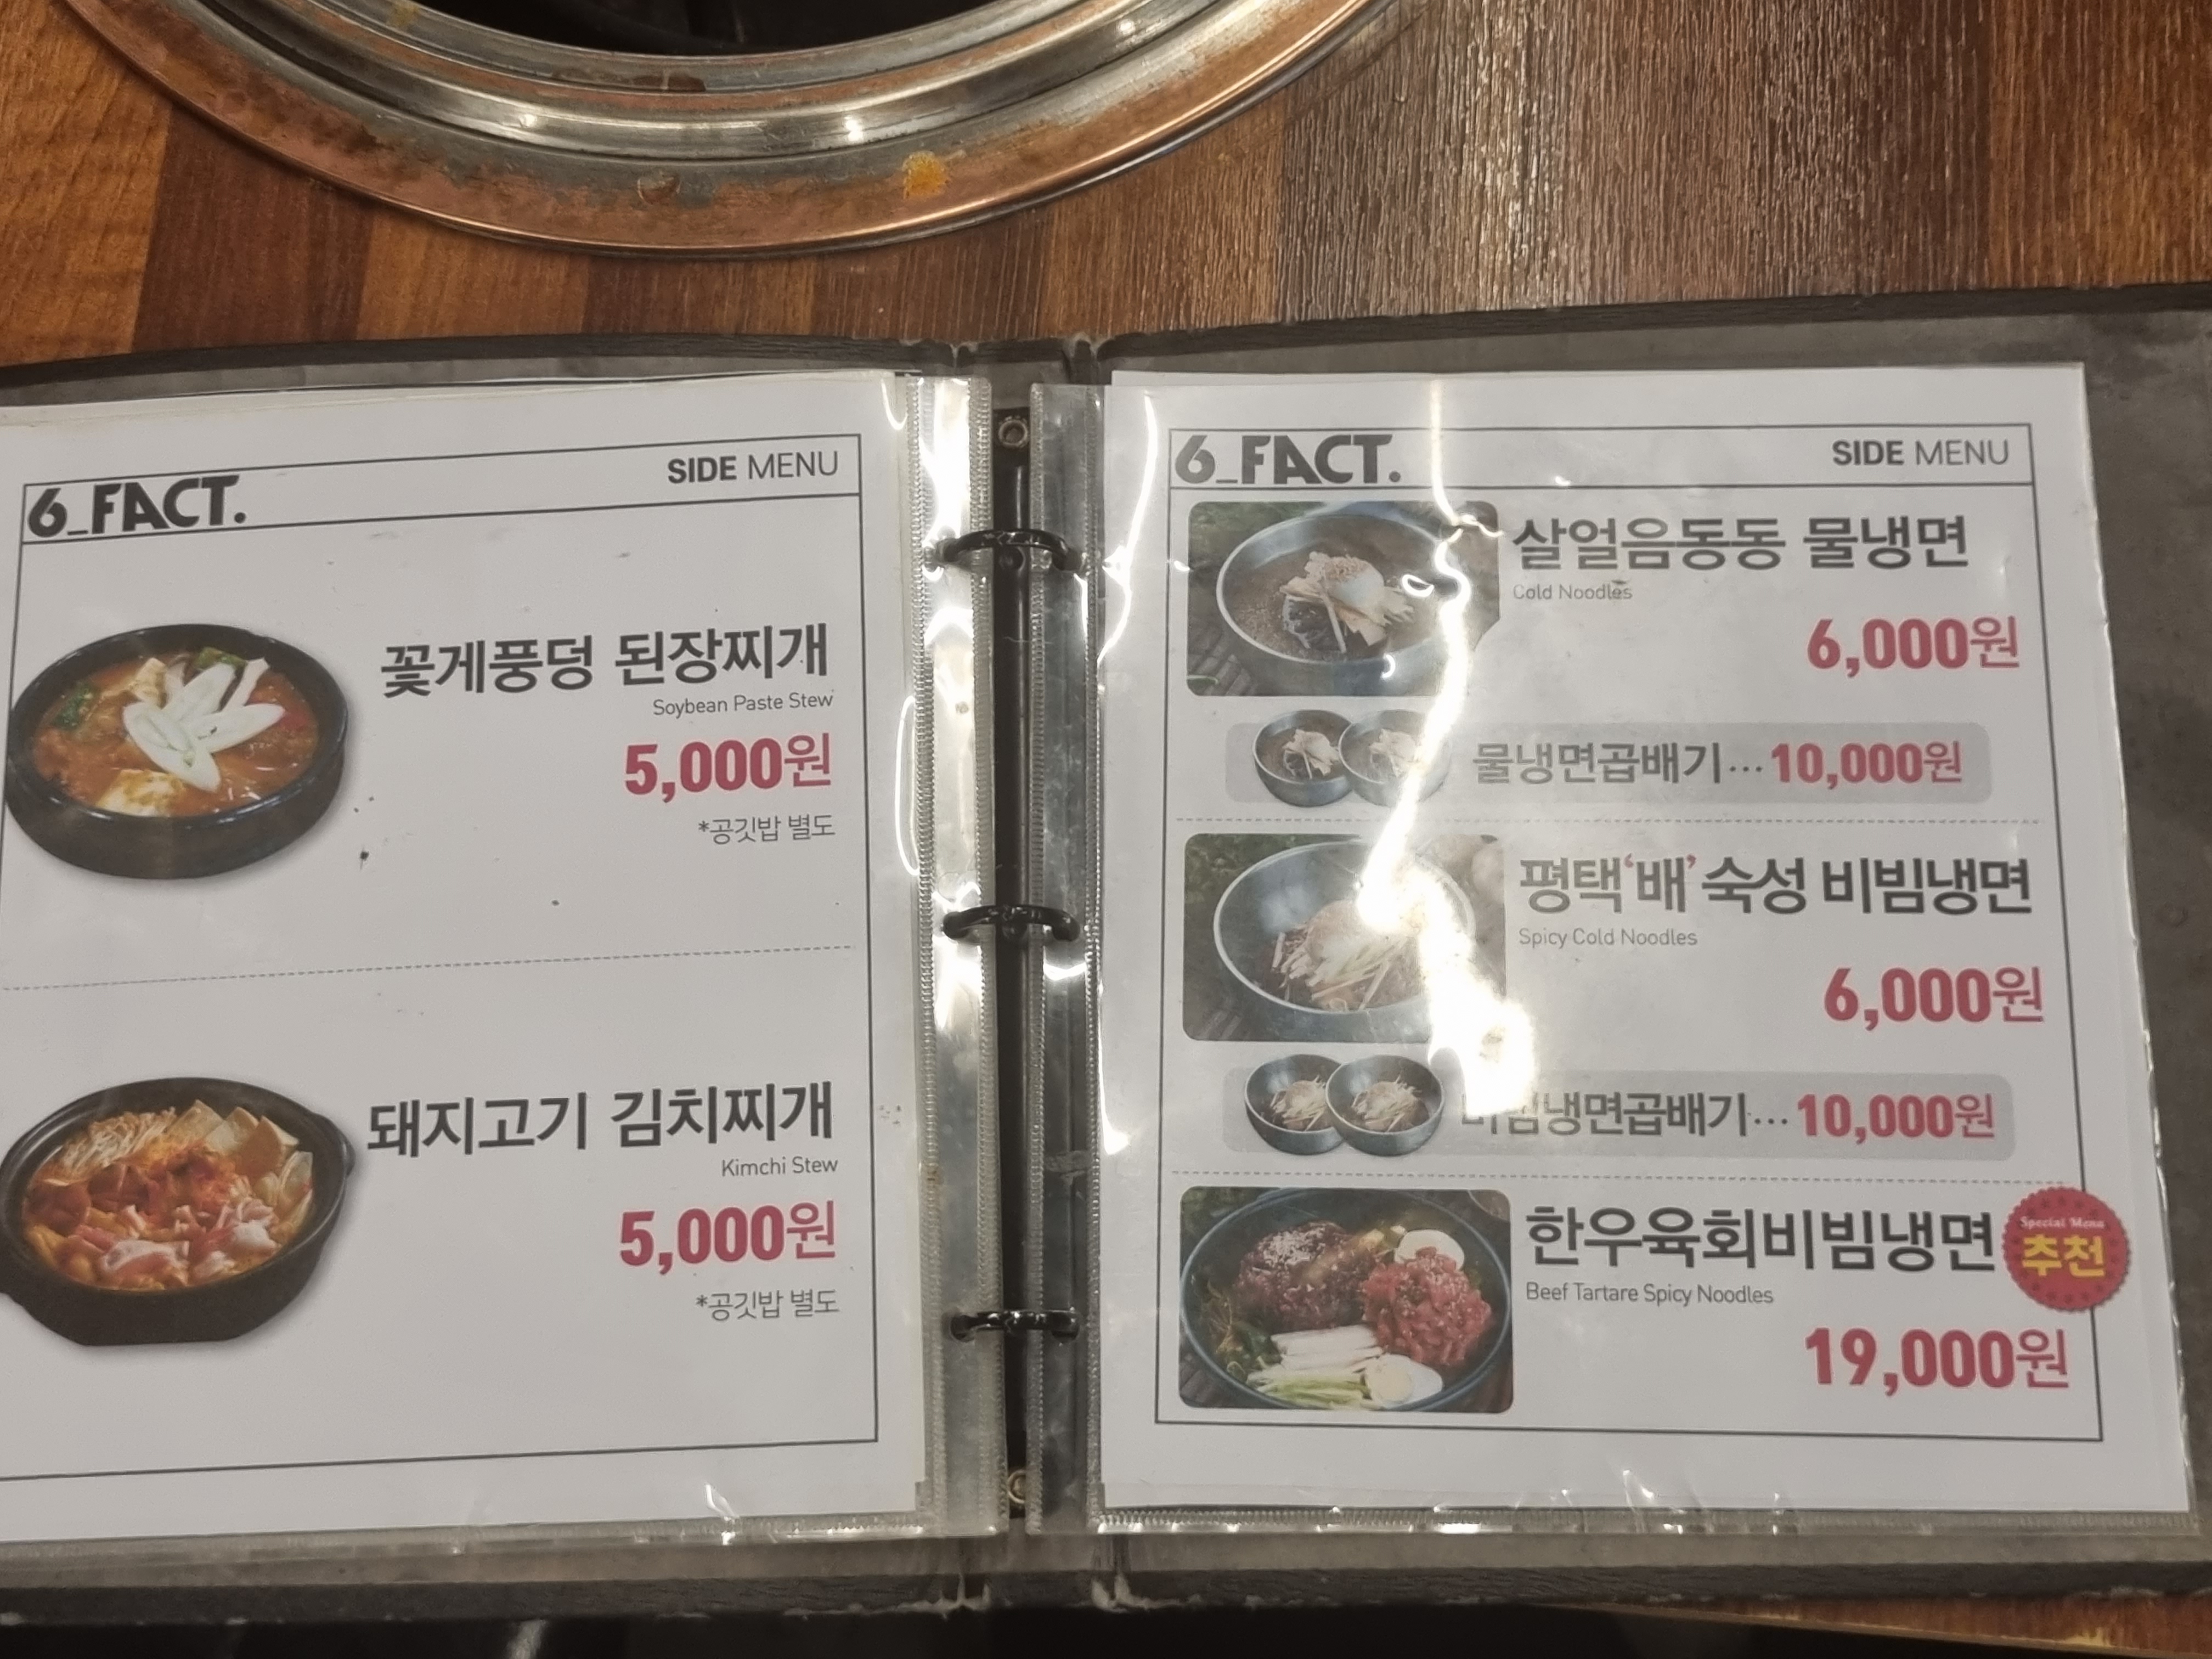 6_FACT.
SIDE MENU
꽃게풍덩 된장찌개
Soybean Paste Stew
5,000원
*공깃밥 별도
돼지고기 김치찌개
Kimchi Stew
5,000원
*공깃밥 별도
6_FACT.
SIDE MENU
살얼음동동 물냉면
Cold Noodles
6,000원
물냉면곱배기…10,000원
평택‘배’숙성 비빔냉면
Spicy Cold Noodles
6,000원
비빔냉면곱배기…10,000원
한우육회비빔냉면
Special Menu
추천
Beef Tartare Spicy Noodles
19,000원